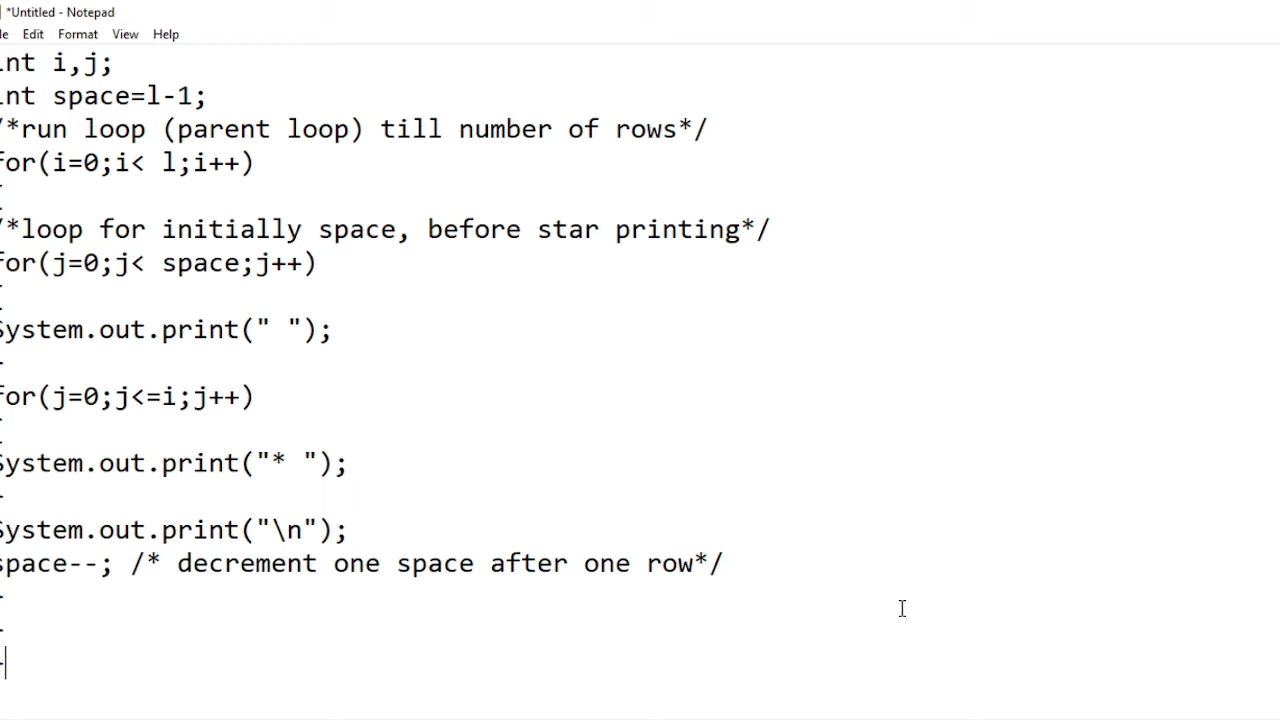 *Untitled - Notepad
le Edit Format View Help
int i,j;
int space=l-1;
/*run loop (parent loop) till number of rows*/
for(i=0;i< l;i++)
{
/*loop for initially space, before star printing*/
for(j=0;j< space;j++)
{
System.out.print(" ");
}
for(j=0;j<=i;j++)
{
System.out.print("* ");
}
System.out.print("\n");
space--; /* decrement one space after one row*/
}
}
}